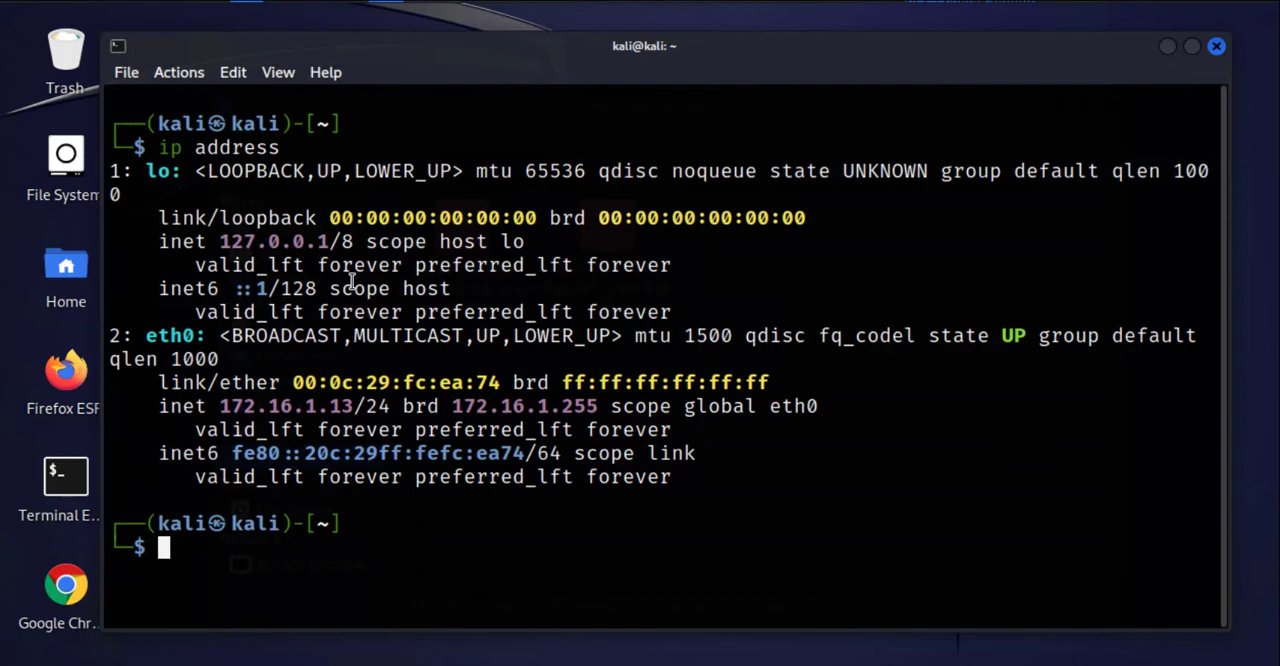 kali@kali: ~
File Actions Edit View Help
Trash
File System
Home
Firefox ESR
Terminal E...
Google Chr...
┌──(kali㉿kali)-[~]
└─$ ip address
1: lo: <LOOPBACK,UP,LOWER_UP> mtu 65536 qdisc noqueue state UNKNOWN group default qlen 100
0
link/loopback 00:00:00:00:00:00 brd 00:00:00:00:00:00
inet 127.0.0.1/8 scope host lo
valid_lft forever preferred_lft forever
inet6 ::1/128 scope host
valid_lft forever preferred_lft forever
2: eth0: <BROADCAST,MULTICAST,UP,LOWER_UP> mtu 1500 qdisc fq_codel state UP group default
qlen 1000
link/ether 00:0c:29:fc:ea:74 brd ff:ff:ff:ff:ff:ff
inet 172.16.1.13/24 brd 172.16.1.255 scope global eth0
valid_lft forever preferred_lft forever
inet6 fe80::20c:29ff:fefc:ea74/64 scope link
valid_lft forever preferred_lft forever
┌──(kali㉿kali)-[~]
└─$